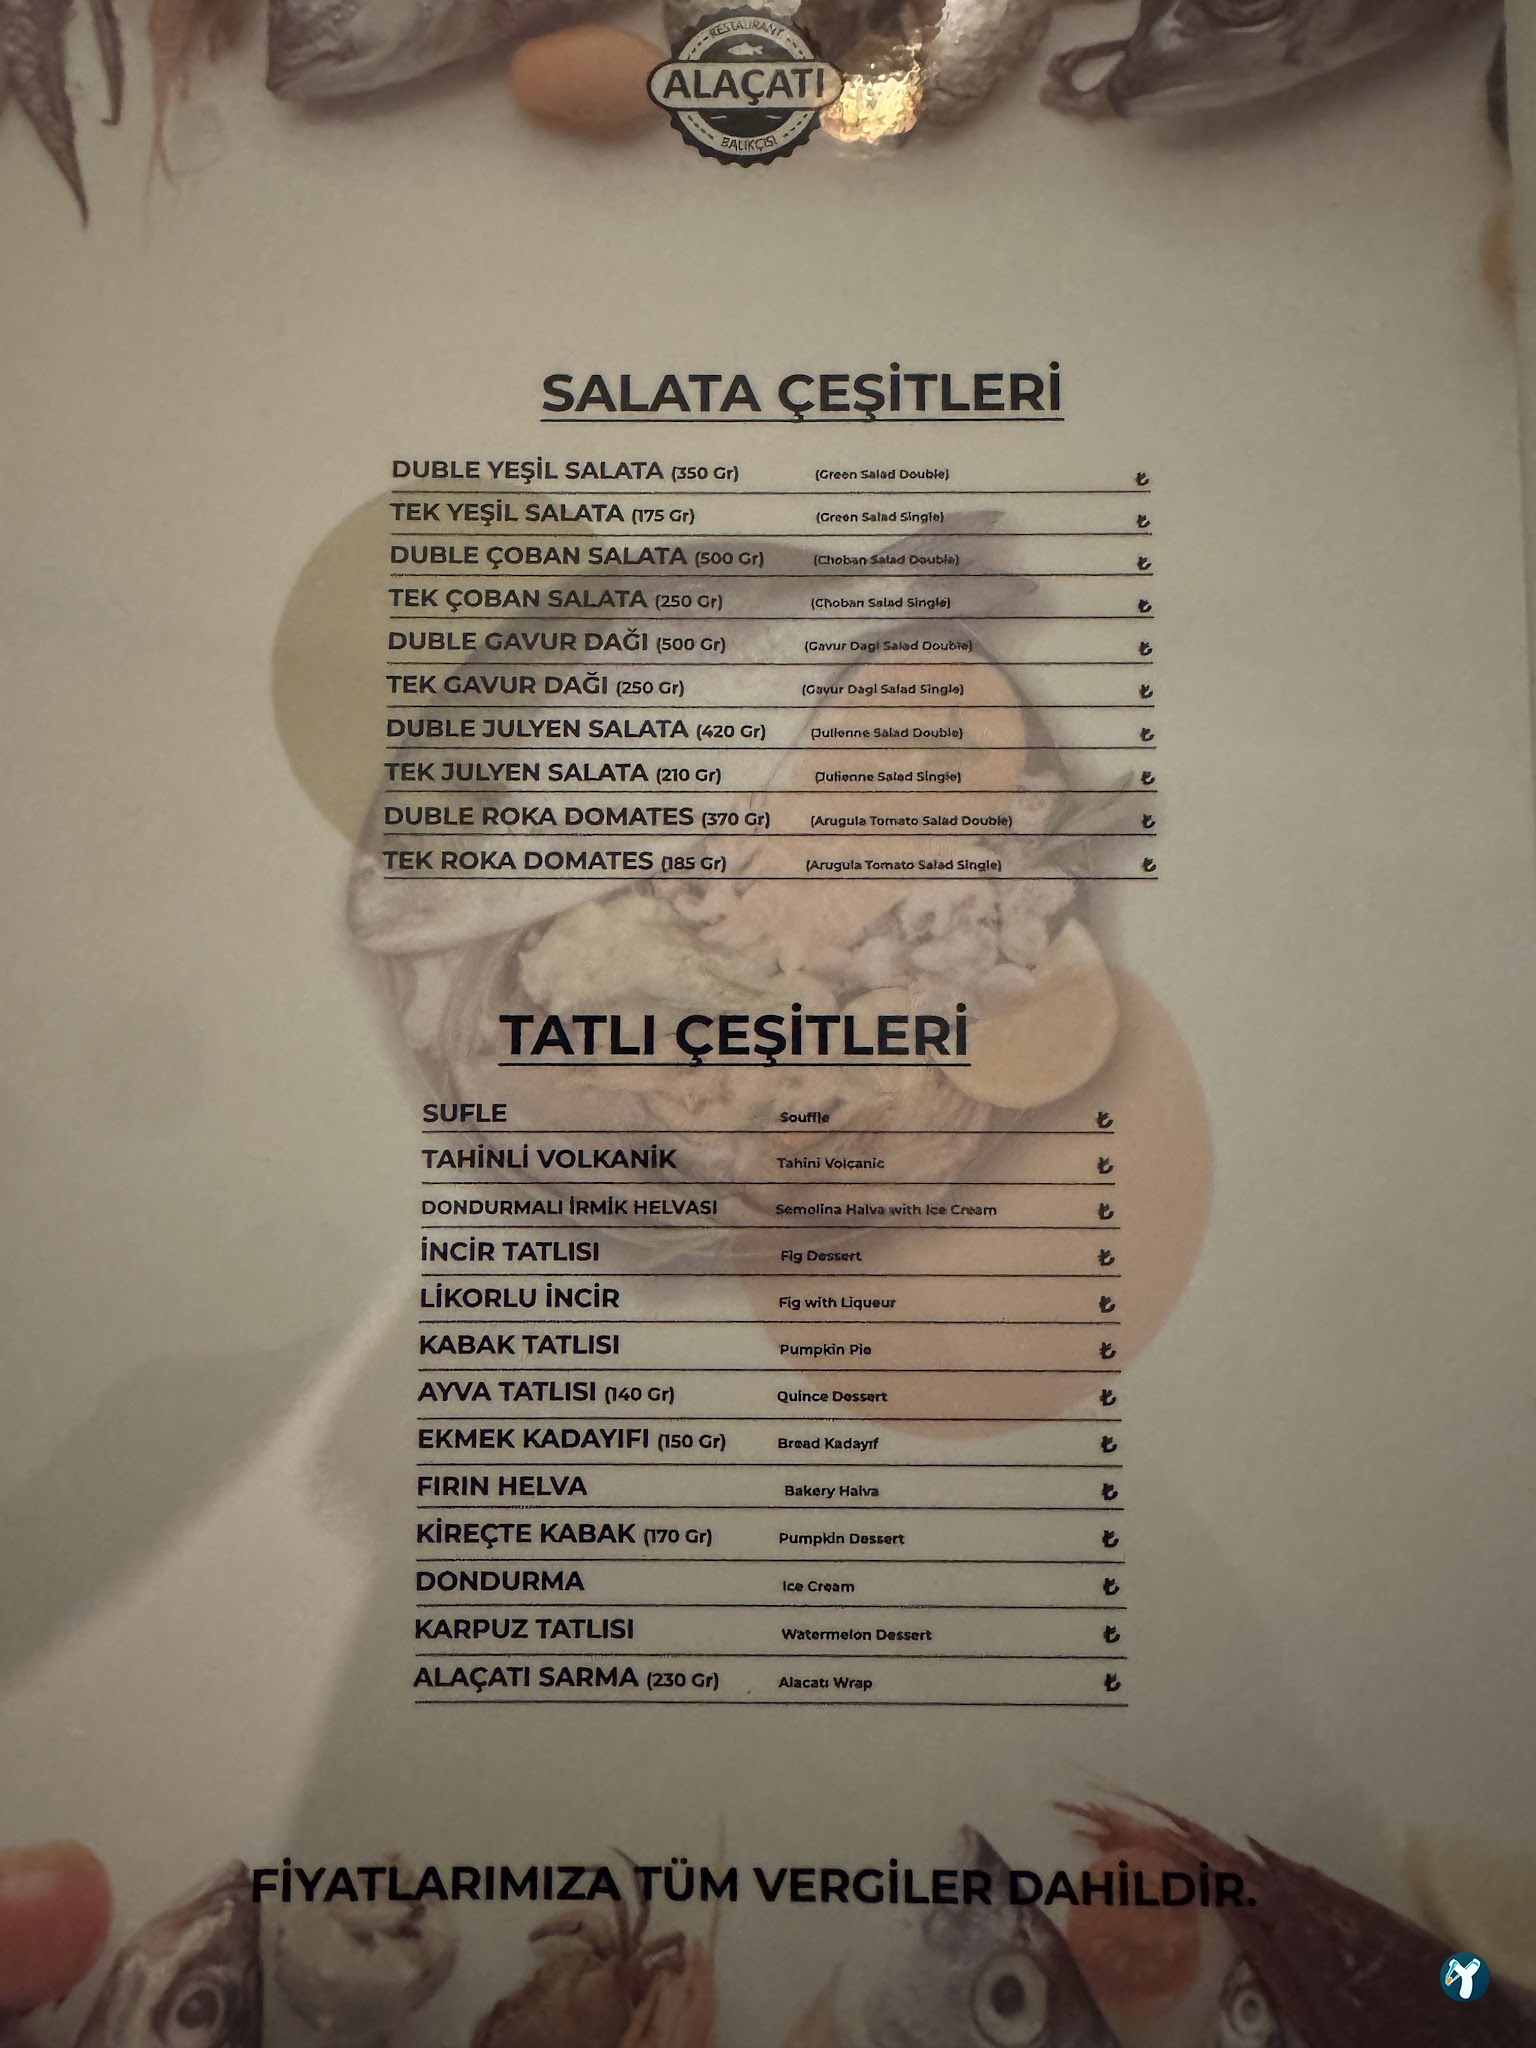 RESTAURANT
ALAÇATI
BALIKÇISI
SALATA ÇEŞİTLERİ
DUBLE YEŞİL SALATA (350 Gr) (Green Salad Double) ₺
TEK YEŞİL SALATA (175 Gr) (Green Salad Single) ₺
DUBLE ÇOBAN SALATA (500 Gr) (Choban Salad Double) ₺
TEK ÇOBAN SALATA (250 Gr) (Choban Salad Single) ₺
DUBLE GAVUR DAĞI (500 Gr) (Gavur Dagi Salad Double) ₺
TEK GAVUR DAĞI (250 Gr) (Gavur Dagi Salad Single) ₺
DUBLE JULYEN SALATA (420 Gr) (Julienne Salad Double) ₺
TEK JULYEN SALATA (210 Gr) (Julienne Salad Single) ₺
DUBLE ROKA DOMATES (370 Gr) (Arugula Tomato Salad Double) ₺
TEK ROKA DOMATES (185 Gr) (Arugula Tomato Salad Single) ₺
TATLI ÇEŞİTLERİ
SUFLE Souffle ₺
TAHİNLİ VOLKANİK Tahini Volcanic ₺
DONDURMALI İRMİK HELVASI Semolina Halva with Ice Cream ₺
İNCİR TATLISI Fig Dessert ₺
LİKORLU İNCİR Fig with Liqueur ₺
KABAK TATLISI Pumpkin Pie ₺
AYVA TATLISI (140 Gr) Quince Dessert ₺
EKMEK KADAYIFI (150 Gr) Bread Kadayıf ₺
FIRIN HELVA Bakery Halva ₺
KİREÇTE KABAK (170 Gr) Pumpkin Dessert ₺
DONDURMA Ice Cream ₺
KARPUZ TATLISI Watermelon Dessert ₺
ALAÇATI SARMA (230 Gr) Alacatı Wrap ₺
FİYATLARIMIZA TÜM VERGİLER DAHİLDİR.